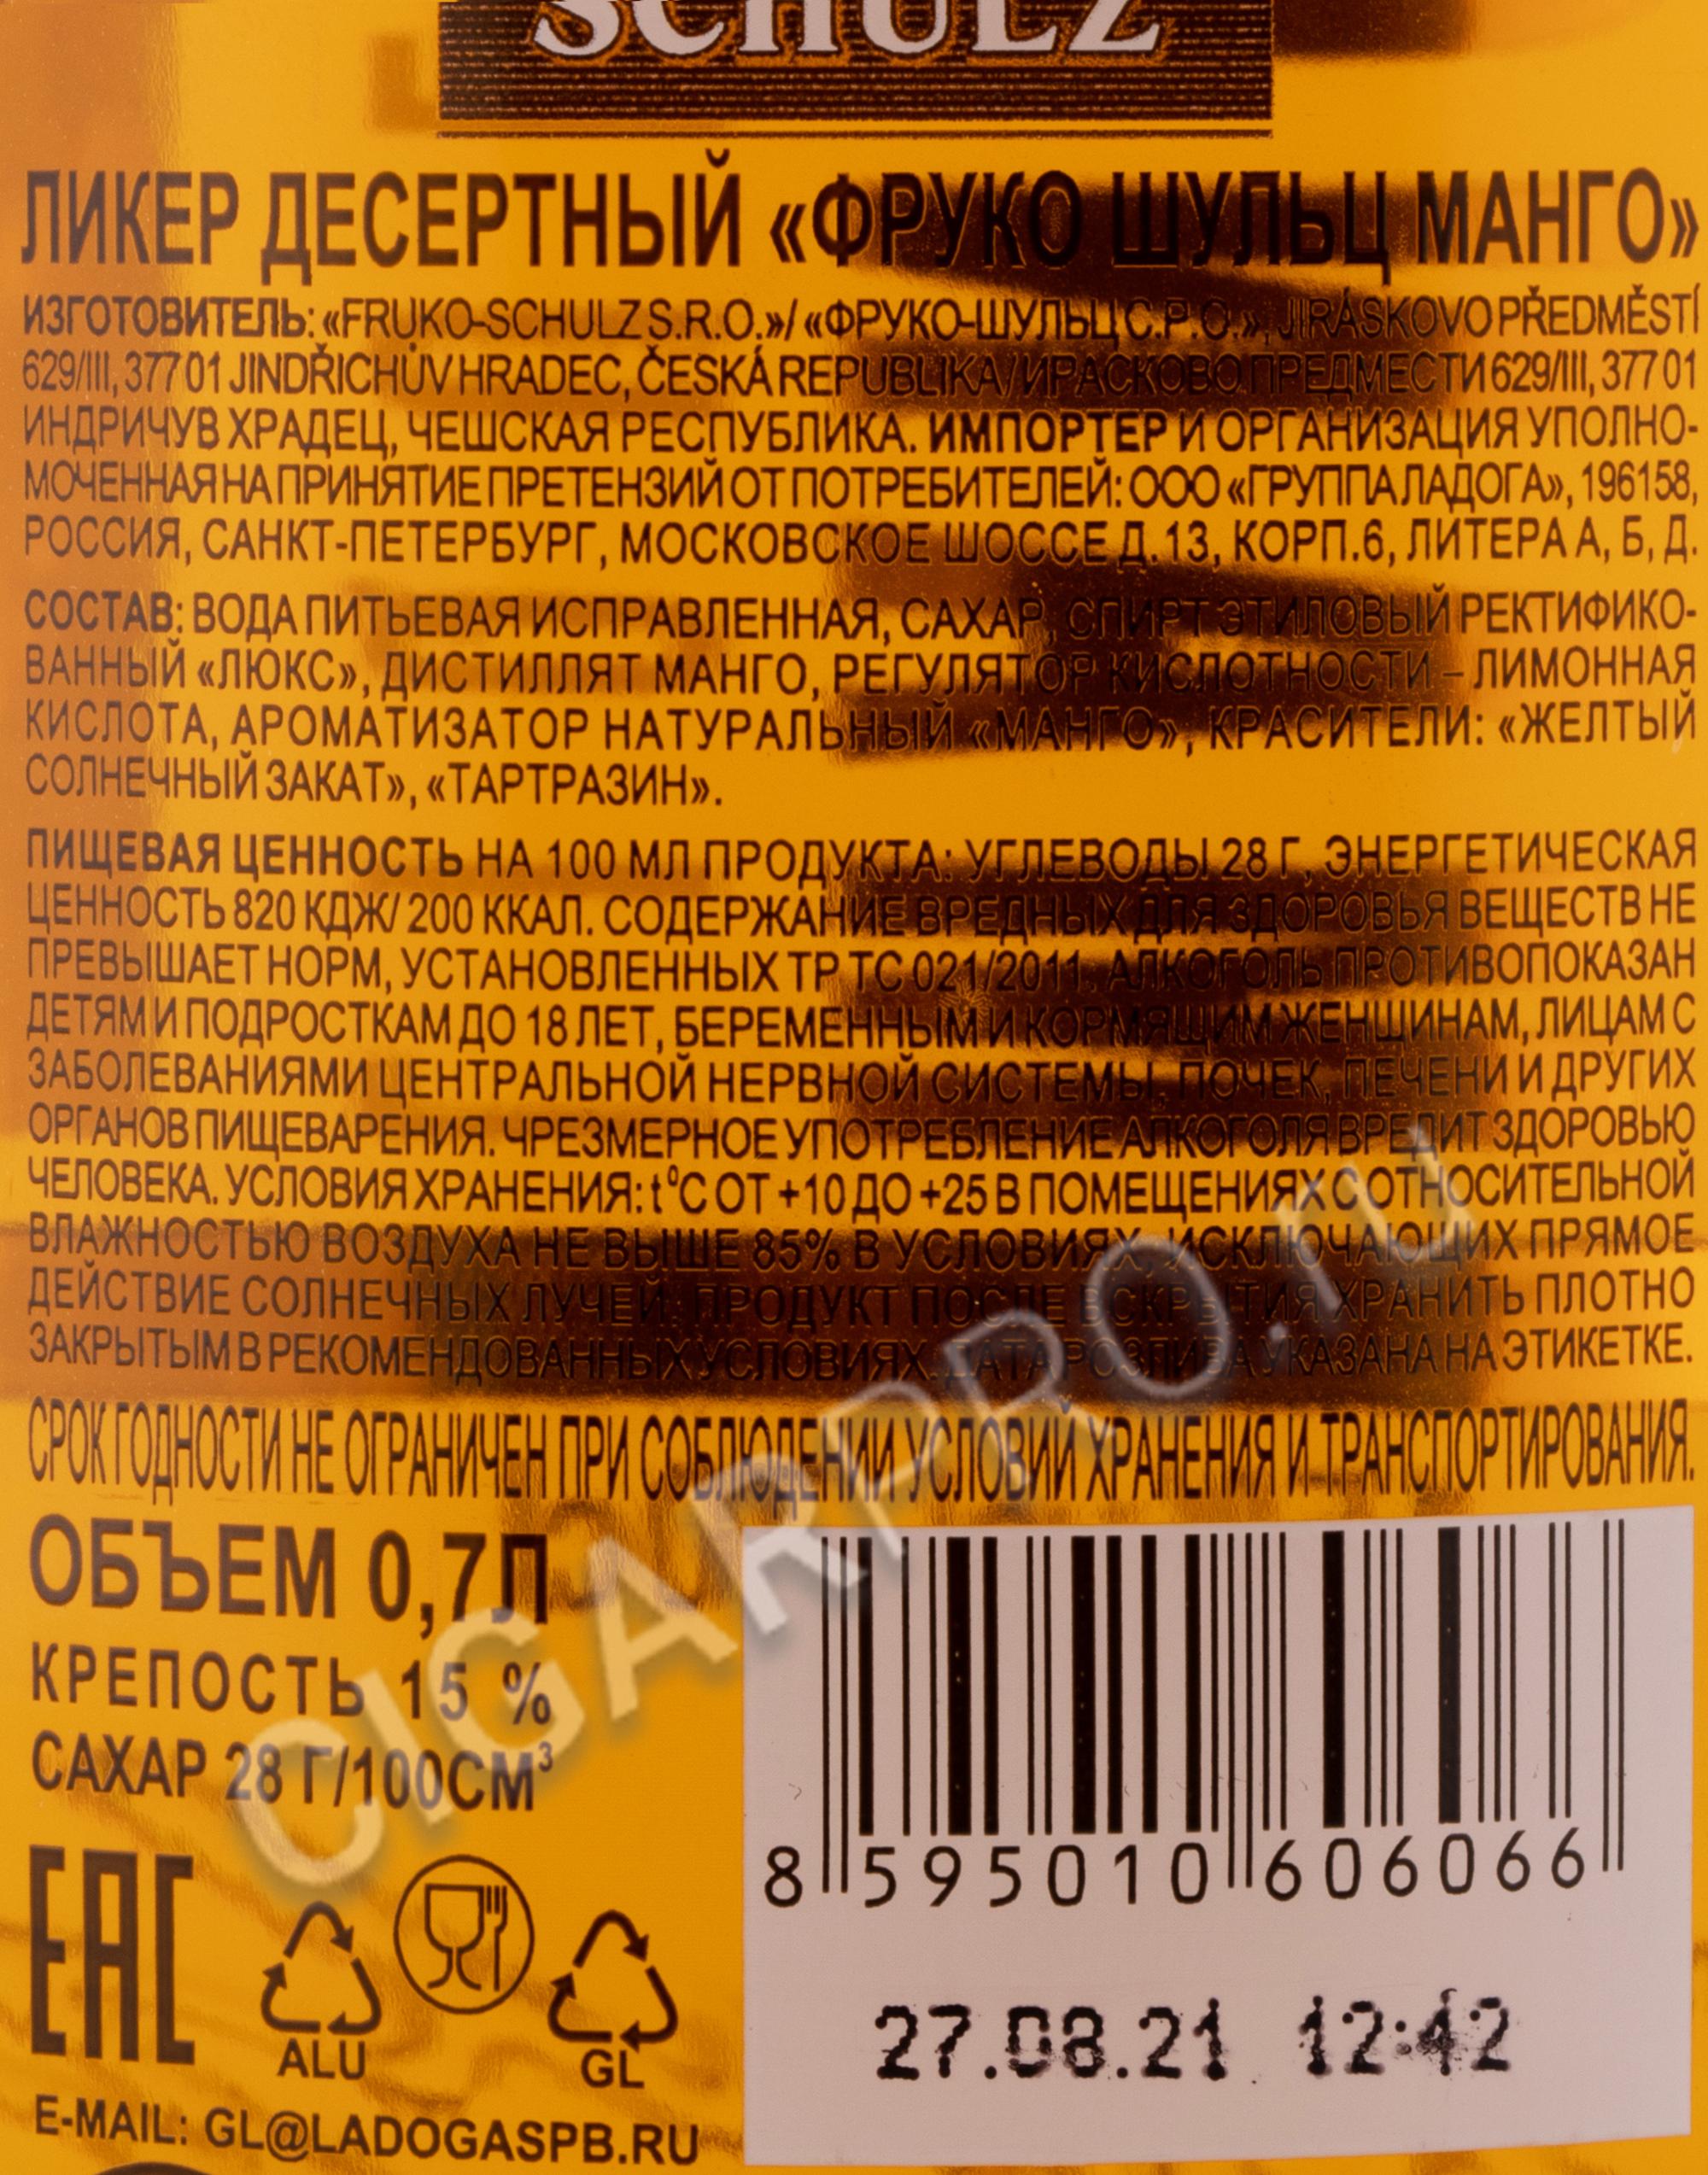 SCHULZ
ЛИКЕР ДЕСЕРТНЫЙ «ФРУКО ШУЛЬЦ МАНГО»
ИЗГОТОВИТЕЛЬ: «FRUKO-SCHULZ S.R.O.»/ «ФРУКО-ШУЛЬЦ С.Р.О.», JIRÁSKOVO PŘEDMĚSTÍ
629/III, 377 01 JINDŘICHŮV HRADEC, ČESKÁ REPUBLIKA/ ИРАСКОВО ПРЕДМЕСТИ 629/III, 377 01
ИНДРИЧУВ ХРАДЕЦ, ЧЕШСКАЯ РЕСПУБЛИКА. ИМПОРТЕР И ОРГАНИЗАЦИЯ УПОЛНО-
МОЧЕННАЯ НА ПРИНЯТИЕ ПРЕТЕНЗИЙ ОТ ПОТРЕБИТЕЛЕЙ: ООО «ГРУППА ЛАДОГА», 196158,
РОССИЯ, САНКТ-ПЕТЕРБУРГ, МОСКОВСКОЕ ШОССЕ Д.13, КОРП.6, ЛИТЕРА А, Б, Д.
СОСТАВ: ВОДА ПИТЬЕВАЯ ИСПРАВЛЕННАЯ, САХАР, СПИРТ ЭТИЛОВЫЙ РЕКТИФИКО-
ВАННЫЙ «ЛЮКС», ДИСТИЛЛЯТ МАНГО, РЕГУЛЯТОР КИСЛОТНОСТИ – ЛИМОННАЯ
КИСЛОТА, АРОМАТИЗАТОР НАТУРАЛЬНЫЙ «МАНГО», КРАСИТЕЛИ: «ЖЕЛТЫЙ
СОЛНЕЧНЫЙ ЗАКАТ», «ТАРТРАЗИН».
ПИЩЕВАЯ ЦЕННОСТЬ НА 100 МЛ ПРОДУКТА: УГЛЕВОДЫ 28 Г, ЭНЕРГЕТИЧЕСКАЯ
ЦЕННОСТЬ 820 КДЖ/ 200 ККАЛ. СОДЕРЖАНИЕ ВРЕДНЫХ ДЛЯ ЗДОРОВЬЯ ВЕЩЕСТВ НЕ
ПРЕВЫШАЕТ НОРМ, УСТАНОВЛЕННЫХ ТР ТС 021/2011. АЛКОГОЛЬ ПРОТИВОПОКАЗАН
ДЕТЯМ И ПОДРОСТКАМ ДО 18 ЛЕТ, БЕРЕМЕННЫМ И КОРМЯЩИМ ЖЕНЩИНАМ, ЛИЦАМ С
ЗАБОЛЕВАНИЯМИ ЦЕНТРАЛЬНОЙ НЕРВНОЙ СИСТЕМЫ, ПОЧЕК, ПЕЧЕНИ И ДРУГИХ
ОРГАНОВ ПИЩЕВАРЕНИЯ. ЧРЕЗМЕРНОЕ УПОТРЕБЛЕНИЕ АЛКОГОЛЯ ВРЕДИТ ЗДОРОВЬЮ
ЧЕЛОВЕКА. УСЛОВИЯ ХРАНЕНИЯ: t°C ОТ +10 ДО +25 В ПОМЕЩЕНИЯХ С ОТНОСИТЕЛЬНОЙ
ВЛАЖНОСТЬЮ ВОЗДУХА НЕ ВЫШЕ 85% В УСЛОВИЯХ, ИСКЛЮЧАЮЩИХ ПРЯМОЕ
ДЕЙСТВИЕ СОЛНЕЧНЫХ ЛУЧЕЙ. ПРОДУКТ ПОСЛЕ ВСКРЫТИЯ ХРАНИТЬ ПЛОТНО
ЗАКРЫТЫМ В РЕКОМЕНДОВАННЫХ УСЛОВИЯХ. ДАТА РОЗЛИВА УКАЗАНА НА ЭТИКЕТКЕ.
СРОК ГОДНОСТИ НЕ ОГРАНИЧЕН ПРИ СОБЛЮДЕНИИ УСЛОВИЙ ХРАНЕНИЯ И ТРАНСПОРТИРОВАНИЯ.
ОБЪЕМ 0,7Л
КРЕПОСТЬ 15 %
САХАР 28 Г/100СМ³
CIGARPRO.ru
8 595010 606066
EAC
ALU
GL
27.08.21 12:42
E-MAIL: GL@LADOGASPB.RU